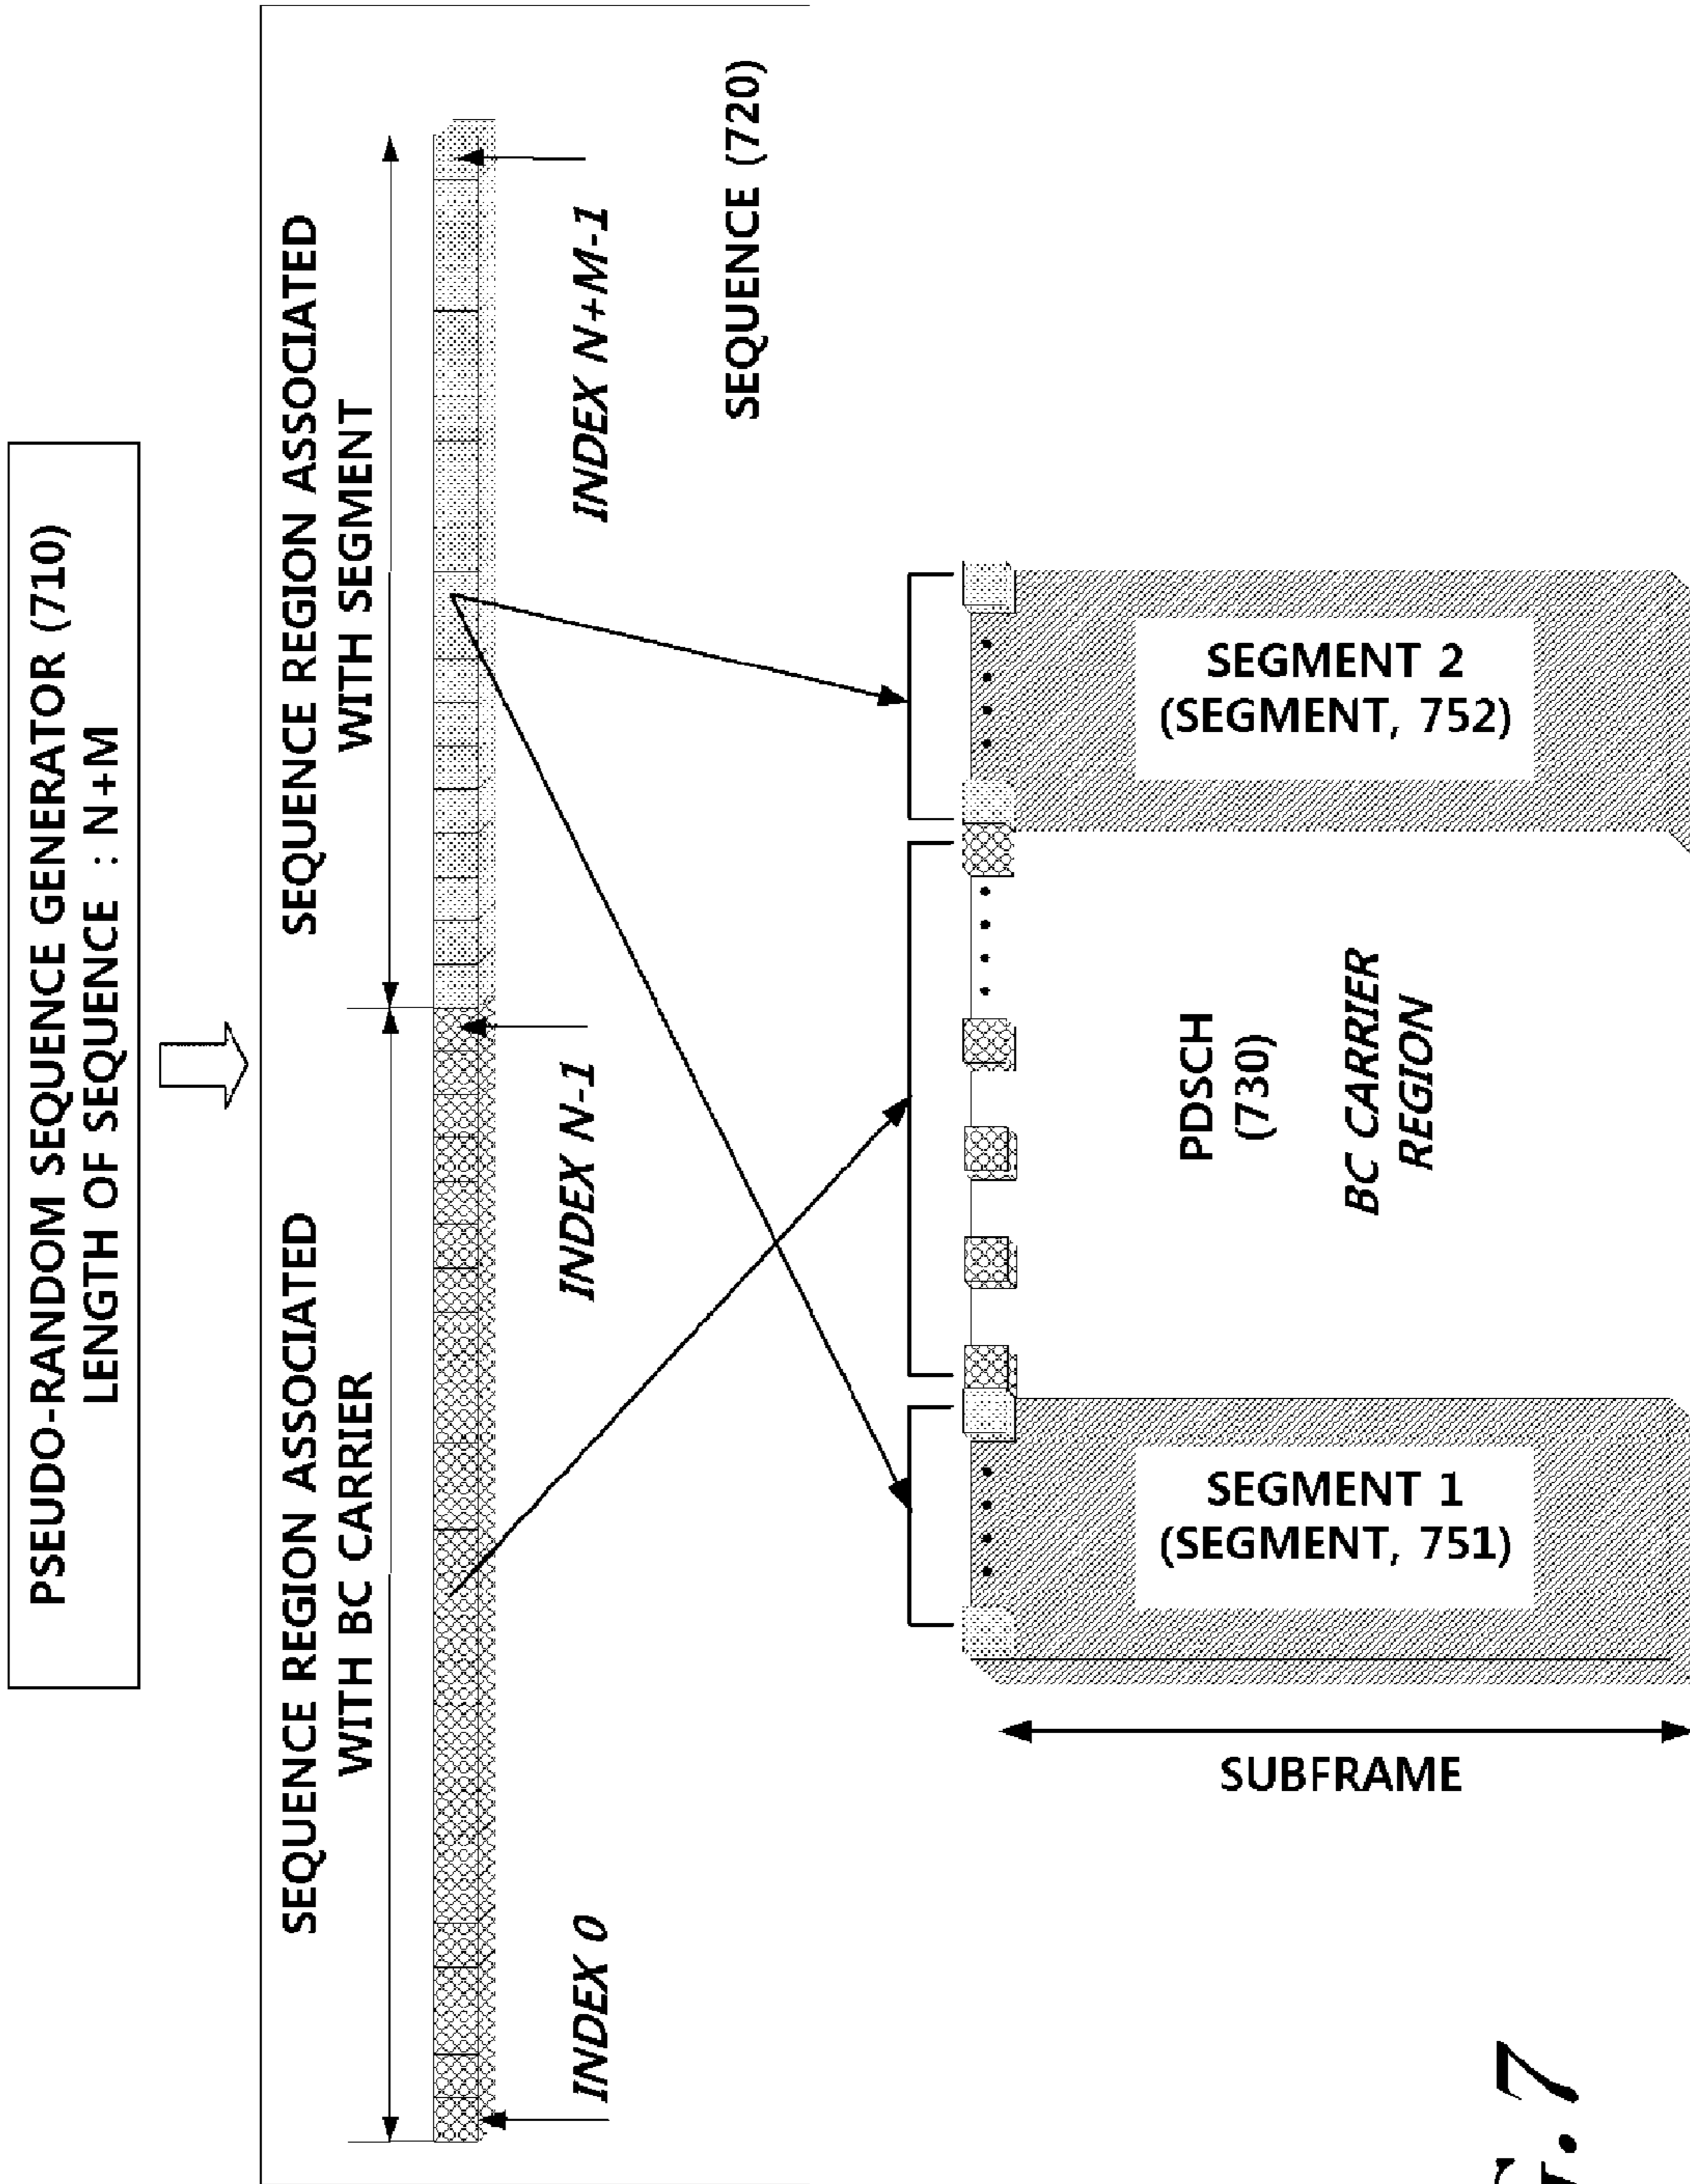 PSEUDO-RANDOM SEQUENCE GENERATOR (710)
LENGTH OF SEQUENCE : N+M
SEQUENCE REGION ASSOCIATED
WITH BC CARRIER
SEQUENCE REGION ASSOCIATED
WITH SEGMENT
INDEX 0
INDEX N-1
INDEX N+M-1
SEQUENCE (720)
SEGMENT 1
(SEGMENT, 751)
PDSCH
(730)
BC CARRIER
REGION
SEGMENT 2
(SEGMENT, 752)
SUBFRAME
G.7